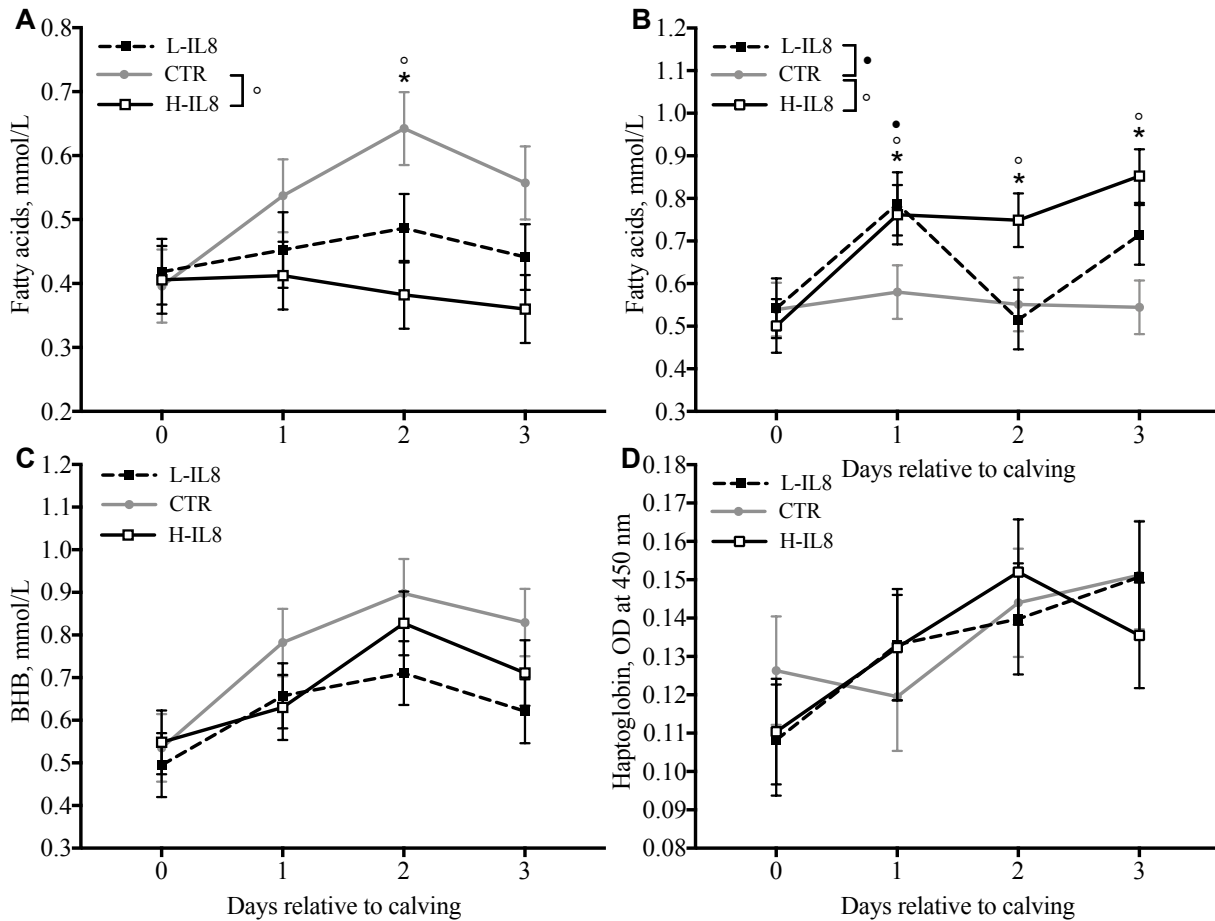 A
0.8
0.7
0.6
0.5
0.4
0.3
0.2
Fatty acids, mmol/L
L-IL8
CTR
H-IL8
°
°
*
0 1 2 3
B
1.2
1.1
1.0
0.9
0.8
0.7
0.6
0.5
0.4
0.3
Fatty acids, mmol/L
L-IL8
CTR
H-IL8
•
°
•
°
*
°
*
°
*
0 1 2 3
Days relative to calving
C
1.2
1.1
1.0
0.9
0.8
0.7
0.6
0.5
0.4
0.3
BHB, mmol/L
L-IL8
CTR
H-IL8
0 1 2 3
Days relative to calving
D
0.18
0.17
0.16
0.15
0.14
0.13
0.12
0.11
0.10
0.09
0.08
Haptoglobin, OD at 450 nm
L-IL8
CTR
H-IL8
0 1 2 3
Days relative to calving